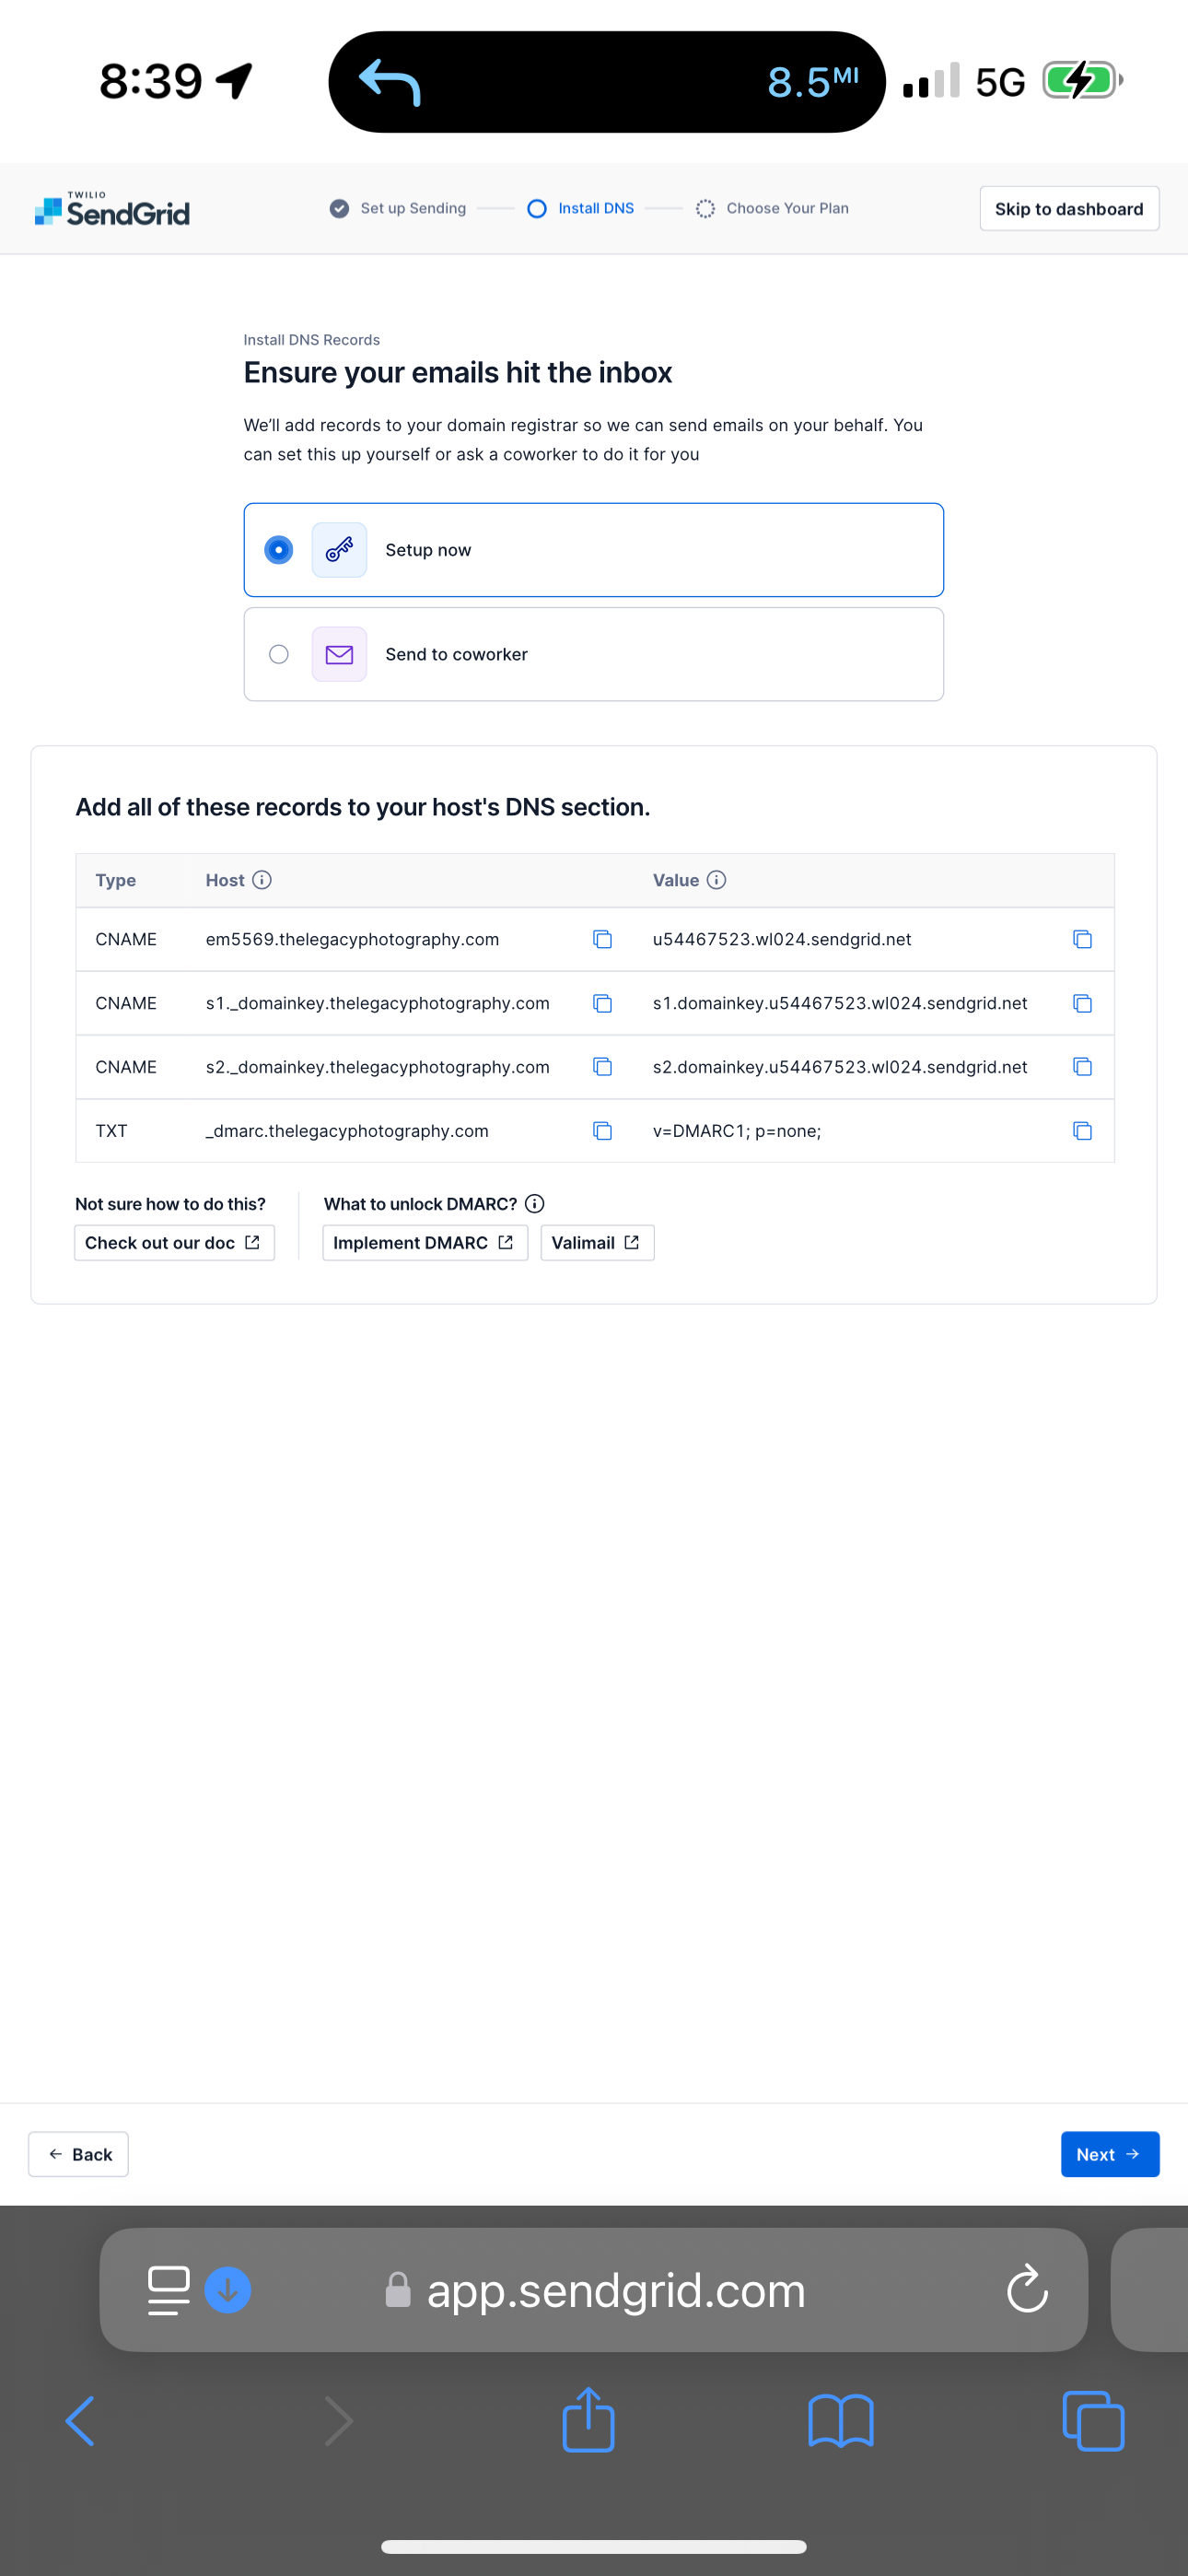 8:39
8.5MI
5G
TWILIO
SendGrid
Set up Sending
Install DNS
Choose Your Plan
Skip to dashboard
Install DNS Records
Ensure your emails hit the inbox
We'll add records to your domain registrar so we can send emails on your behalf. You
can set this up yourself or ask a coworker to do it for you
Setup now
Send to coworker
Add all of these records to your host's DNS section.
Type Host Value
CNAME em5569.thelegacyphotography.com u54467523.wl024.sendgrid.net
CNAME s1._domainkey.thelegacyphotography.com s1.domainkey.u54467523.wl024.sendgrid.net
CNAME s2._domainkey.thelegacyphotography.com s2.domainkey.u54467523.wl024.sendgrid.net
TXT _dmarc.thelegacyphotography.com v=DMARC1; p=none;
Not sure how to do this? What to unlock DMARC?
Check out our doc Implement DMARC Valimail
Back
Next
app.sendgrid.com